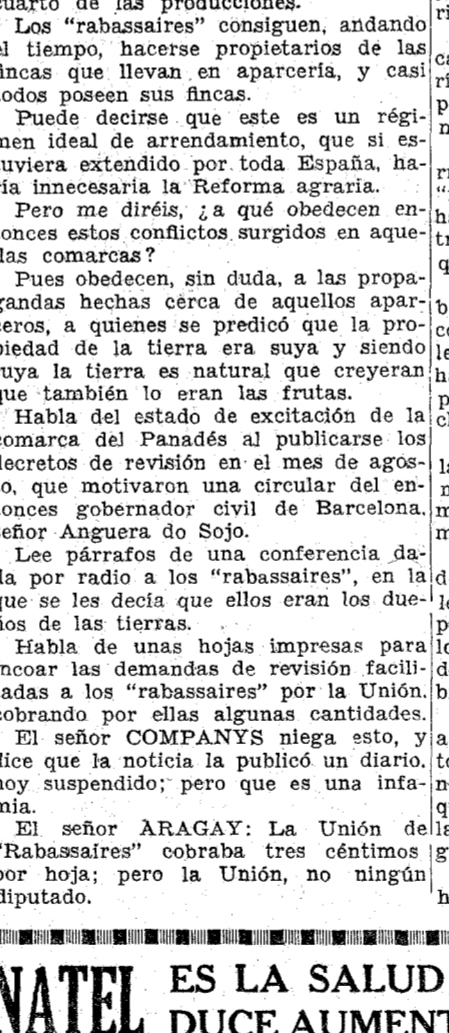 cuarto de las producciones.
Los "rabassaires" consiguen, andando
el tiempo, hacerse propietarios de las
fincas que llevan en aparcería, y casi
todos poseen sus fincas.
Puede decirse que este es un régi-
men ideal de arrendamiento, que si es-
tuviera extendido por toda España, ha-
ría innecesaria la Reforma agraria.
Pero me diréis, ¿a qué obedecen en-
tonces estos conflictos surgidos en aque-
llas comarcas?
Pues obedecen, sin duda, a las propa-
gandas hechas cerca de aquellos apar-
ceros, a quienes se predicó que la pro-
piedad de la tierra era suya y siendo
suya la tierra es natural que creyeran
que también lo eran las frutas.
Habla del estado de excitación de la
comarca del Panadés al publicarse los
decretos de revisión en el mes de agos-
to, que motivaron una circular del en-
tonces gobernador civil de Barcelona,
señor Anguera do Sojo.
Lee párrafos de una conferencia da-
da por radio a los "rabassaires", en la
que se les decía que ellos eran los due-
ños de las tierras.
Habla de unas hojas impresas para
incoar las demandas de revisión facili-
tadas a los "rabassaires" por la Unión,
cobrando por ellas algunas cantidades.
El señor COMPANYS niega esto, y
dice que la noticia la publicó un diario,
hoy suspendido; pero que es una infa-
mia.
El señor ARAGAY: La Unión de
"Rabassaires" cobraba tres céntimos
por hoja; pero la Unión, no ningún
diputado.
NATEL ES LA SALUD
DUCE AUMENT